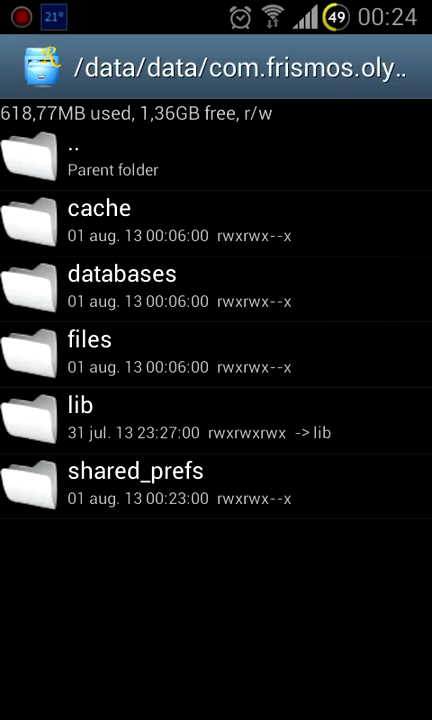 21°
49
00:24
R
/data/data/com.frismos.oly..
618,77MB used, 1,36GB free, r/w
..
Parent folder
cache
01 aug. 13 00:06:00 rwxrwx--x
databases
01 aug. 13 00:06:00 rwxrwx--x
files
01 aug. 13 00:06:00 rwxrwx--x
lib
31 jul. 13 23:27:00 rwxrwxrwx -> lib
shared_prefs
01 aug. 13 00:23:00 rwxrwx--x